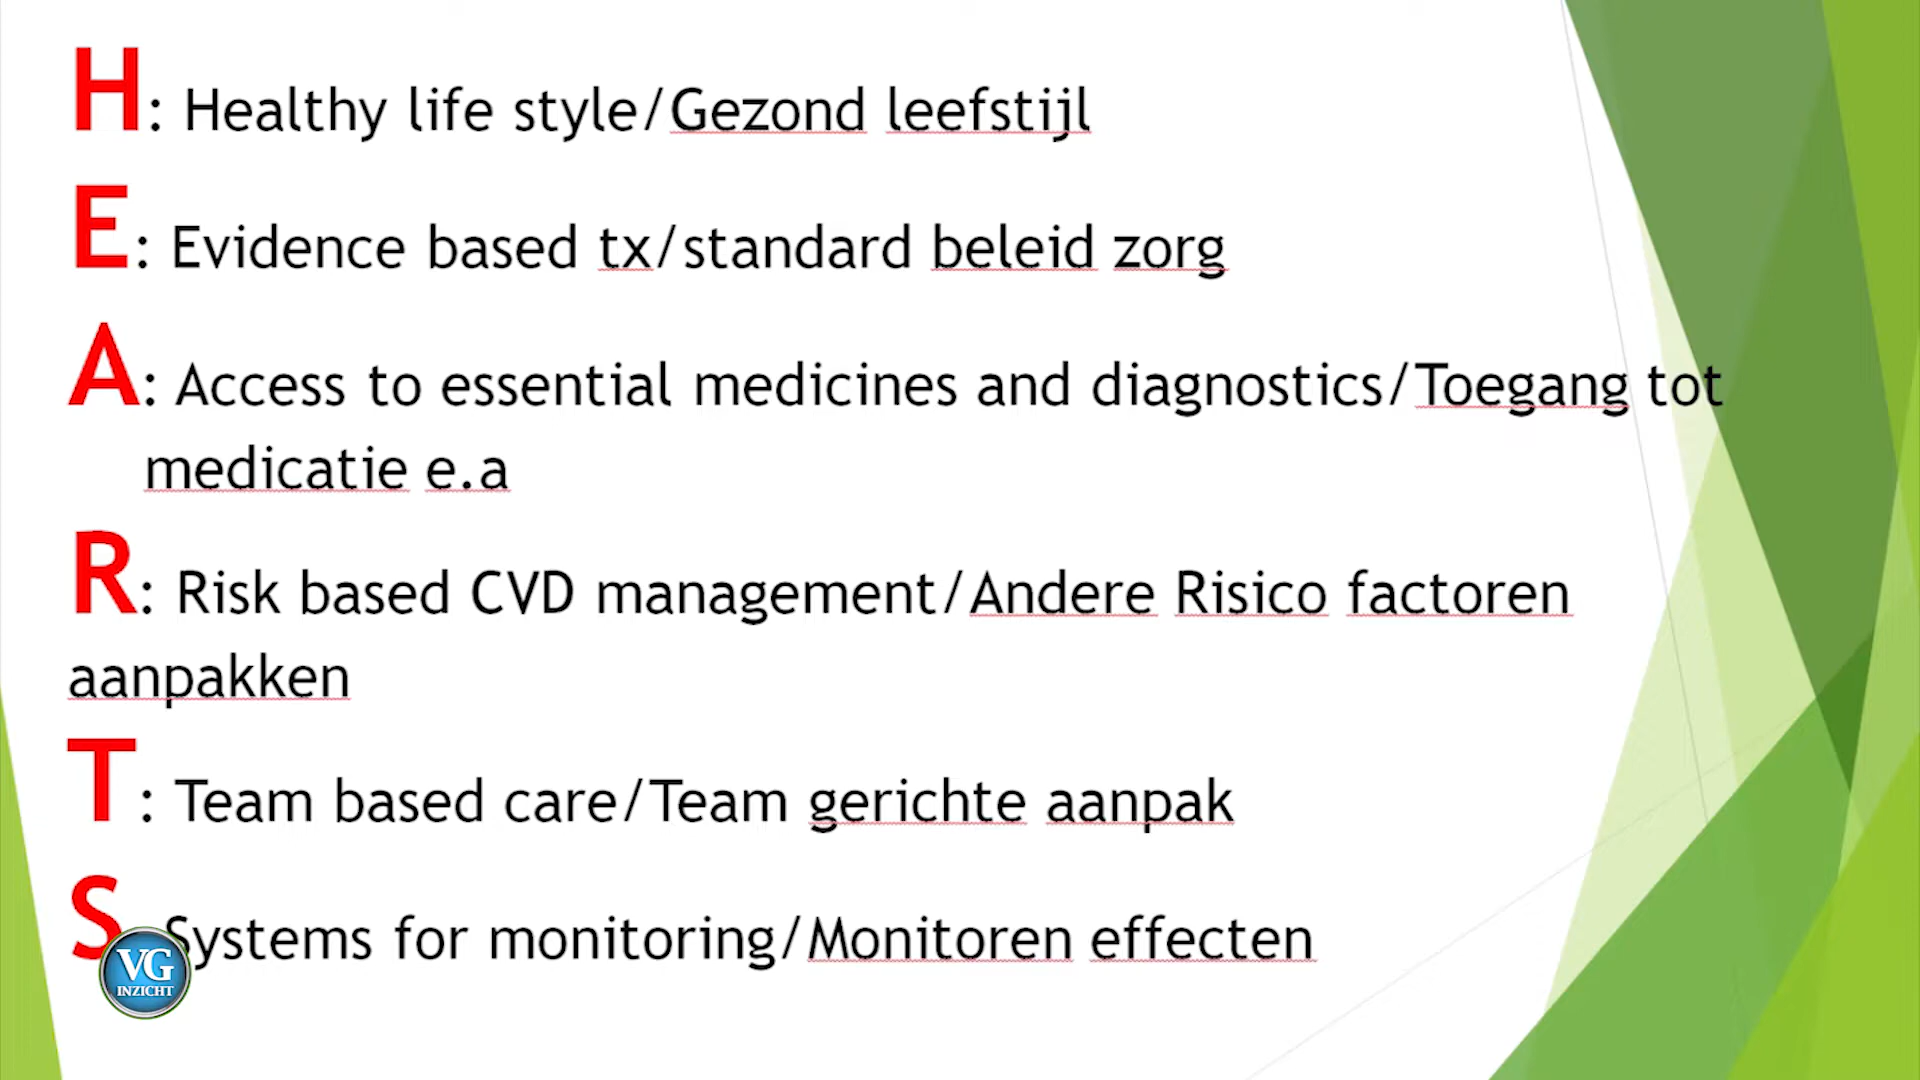 H: Healthy life style/Gezond leefstijl
E: Evidence based tx/standard beleid zorg
A: Access to essential medicines and diagnostics/Toegang tot
medicatie e.a
R: Risk based CVD management/Andere Risico factoren
aanpakken
T: Team based care/Team gerichte aanpak
S: Systems for monitoring/Monitoren effecten
VG
INZICHT